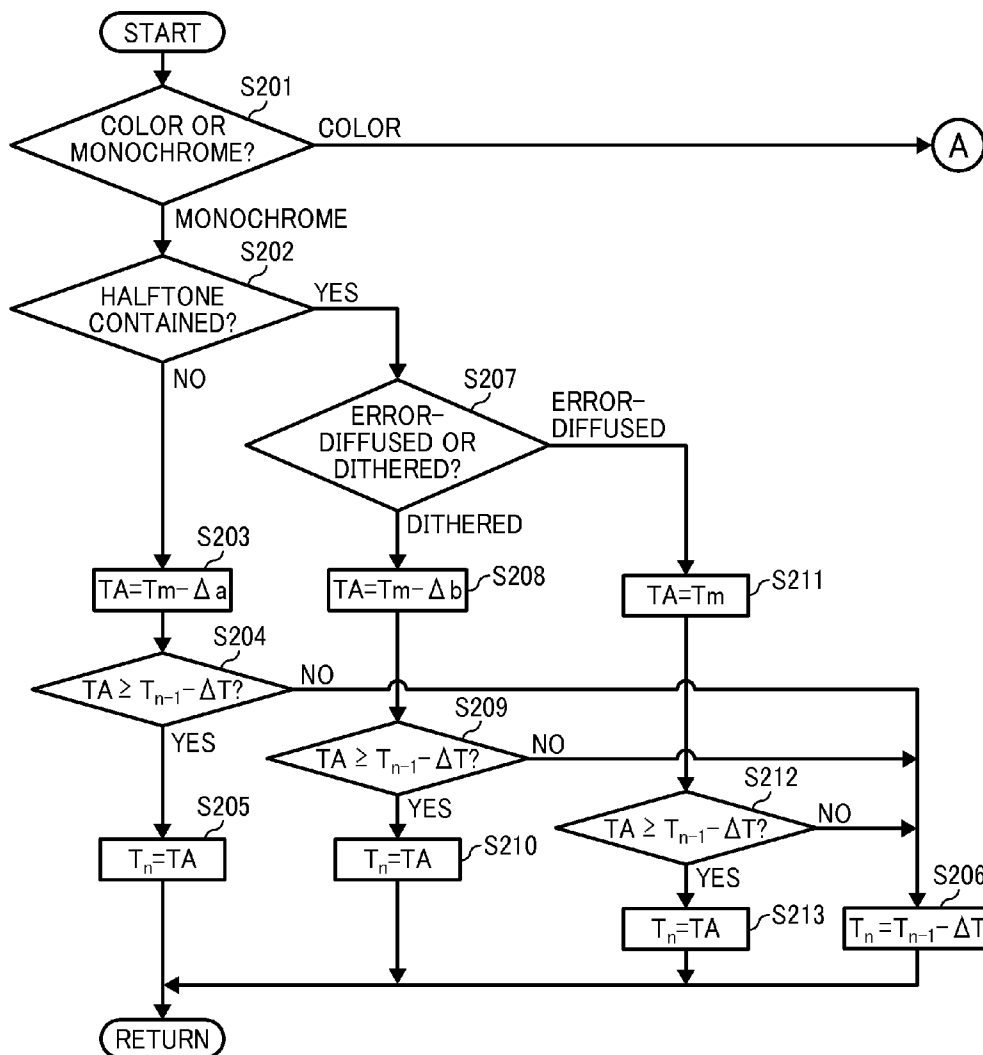 START
S201
COLOR OR
MONOCHROME?
COLOR
A
MONOCHROME
S202
HALFTONE
CONTAINED?
YES
NO
S207
ERROR-
DIFFUSED OR
DITHERED?
ERROR-
DIFFUSED
DITHERED
S203
TA=Tm-Δa
S208
TA=Tm-Δb
S211
TA=Tm
S204
TA ≥ Tn-1-ΔT?
NO
YES
S209
TA ≥ Tn-1-ΔT?
NO
YES
S212
TA ≥ Tn-1-ΔT?
NO
YES
S205
Tn=TA
S210
Tn=TA
S213
Tn=TA
S206
Tn=Tn-1-ΔT
RETURN